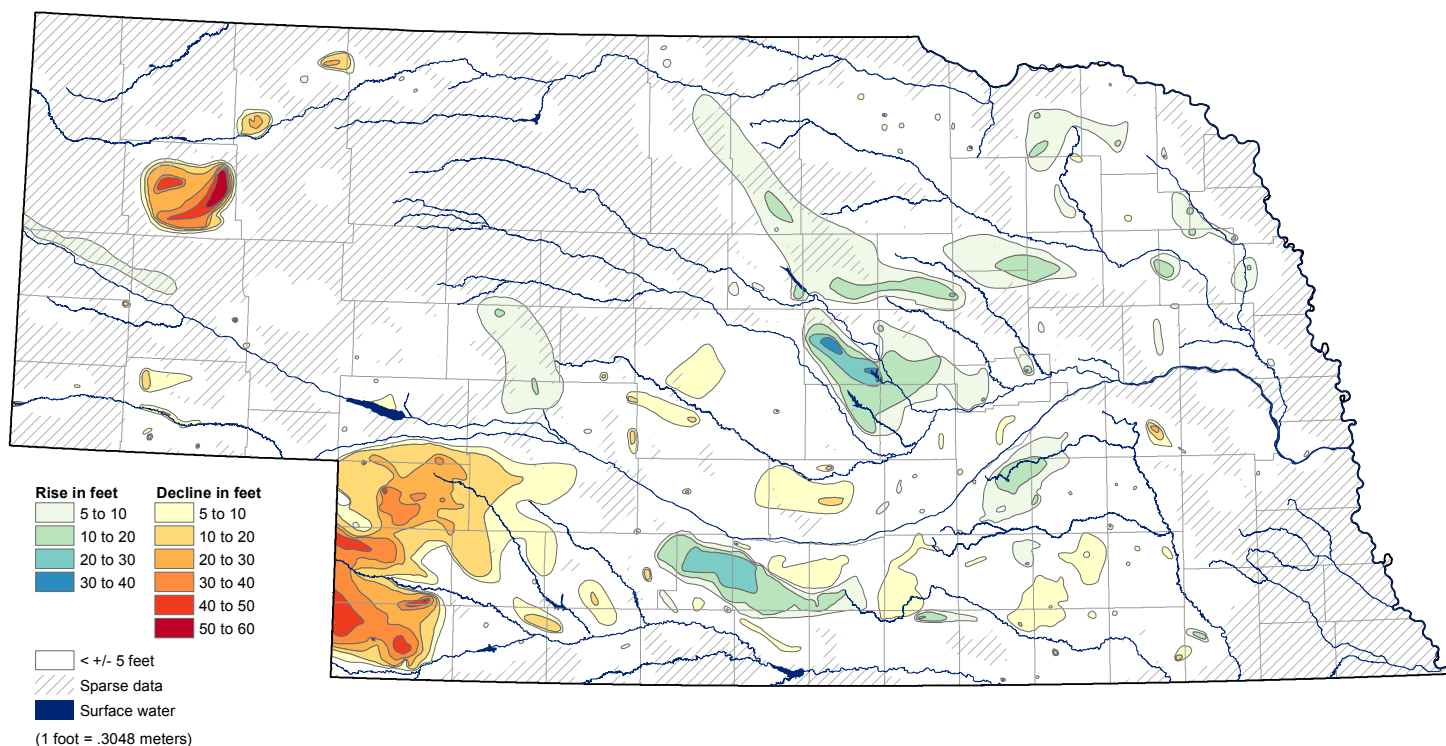 Rise in feet
5 to 10
10 to 20
20 to 30
30 to 40
Decline in feet
5 to 10
10 to 20
20 to 30
30 to 40
40 to 50
50 to 60
< +/- 5 feet
Sparse data
Surface water
(1 foot = .3048 meters)